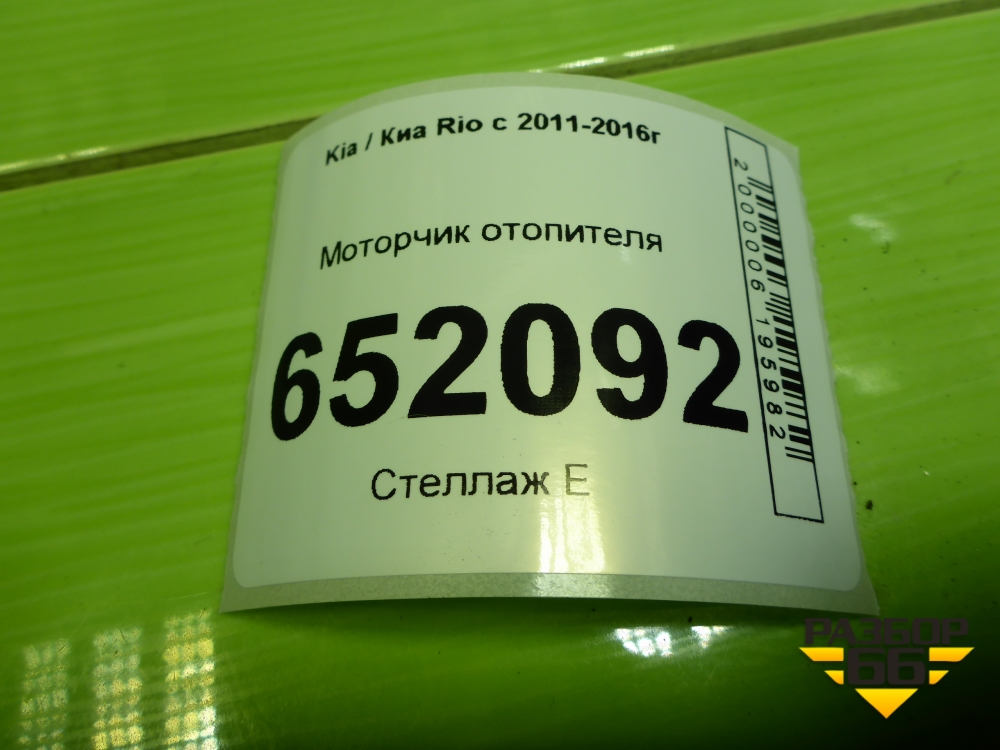 Kia / Киа Rio с 2011-2016г
Моторчик отопителя
652092
Стеллаж Е
2000006195982
РАЗБОР
66